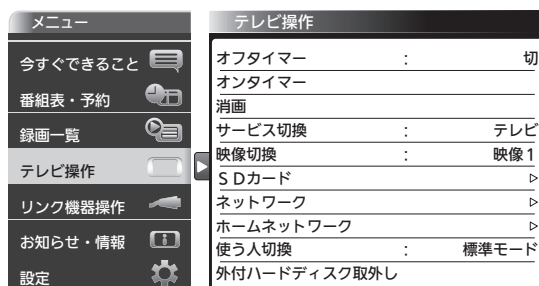 メニュー
今すぐできること
番組表・予約
録画一覧
テレビ操作
リンク機器操作
お知らせ・情報
設定
テレビ操作
オフタイマー : 切
オンタイマー
消画
サービス切換 : テレビ
映像切換 : 映像1
SDカード
ネットワーク
ホームネットワーク
使う人切換 : 標準モード
外付ハードディスク取外し